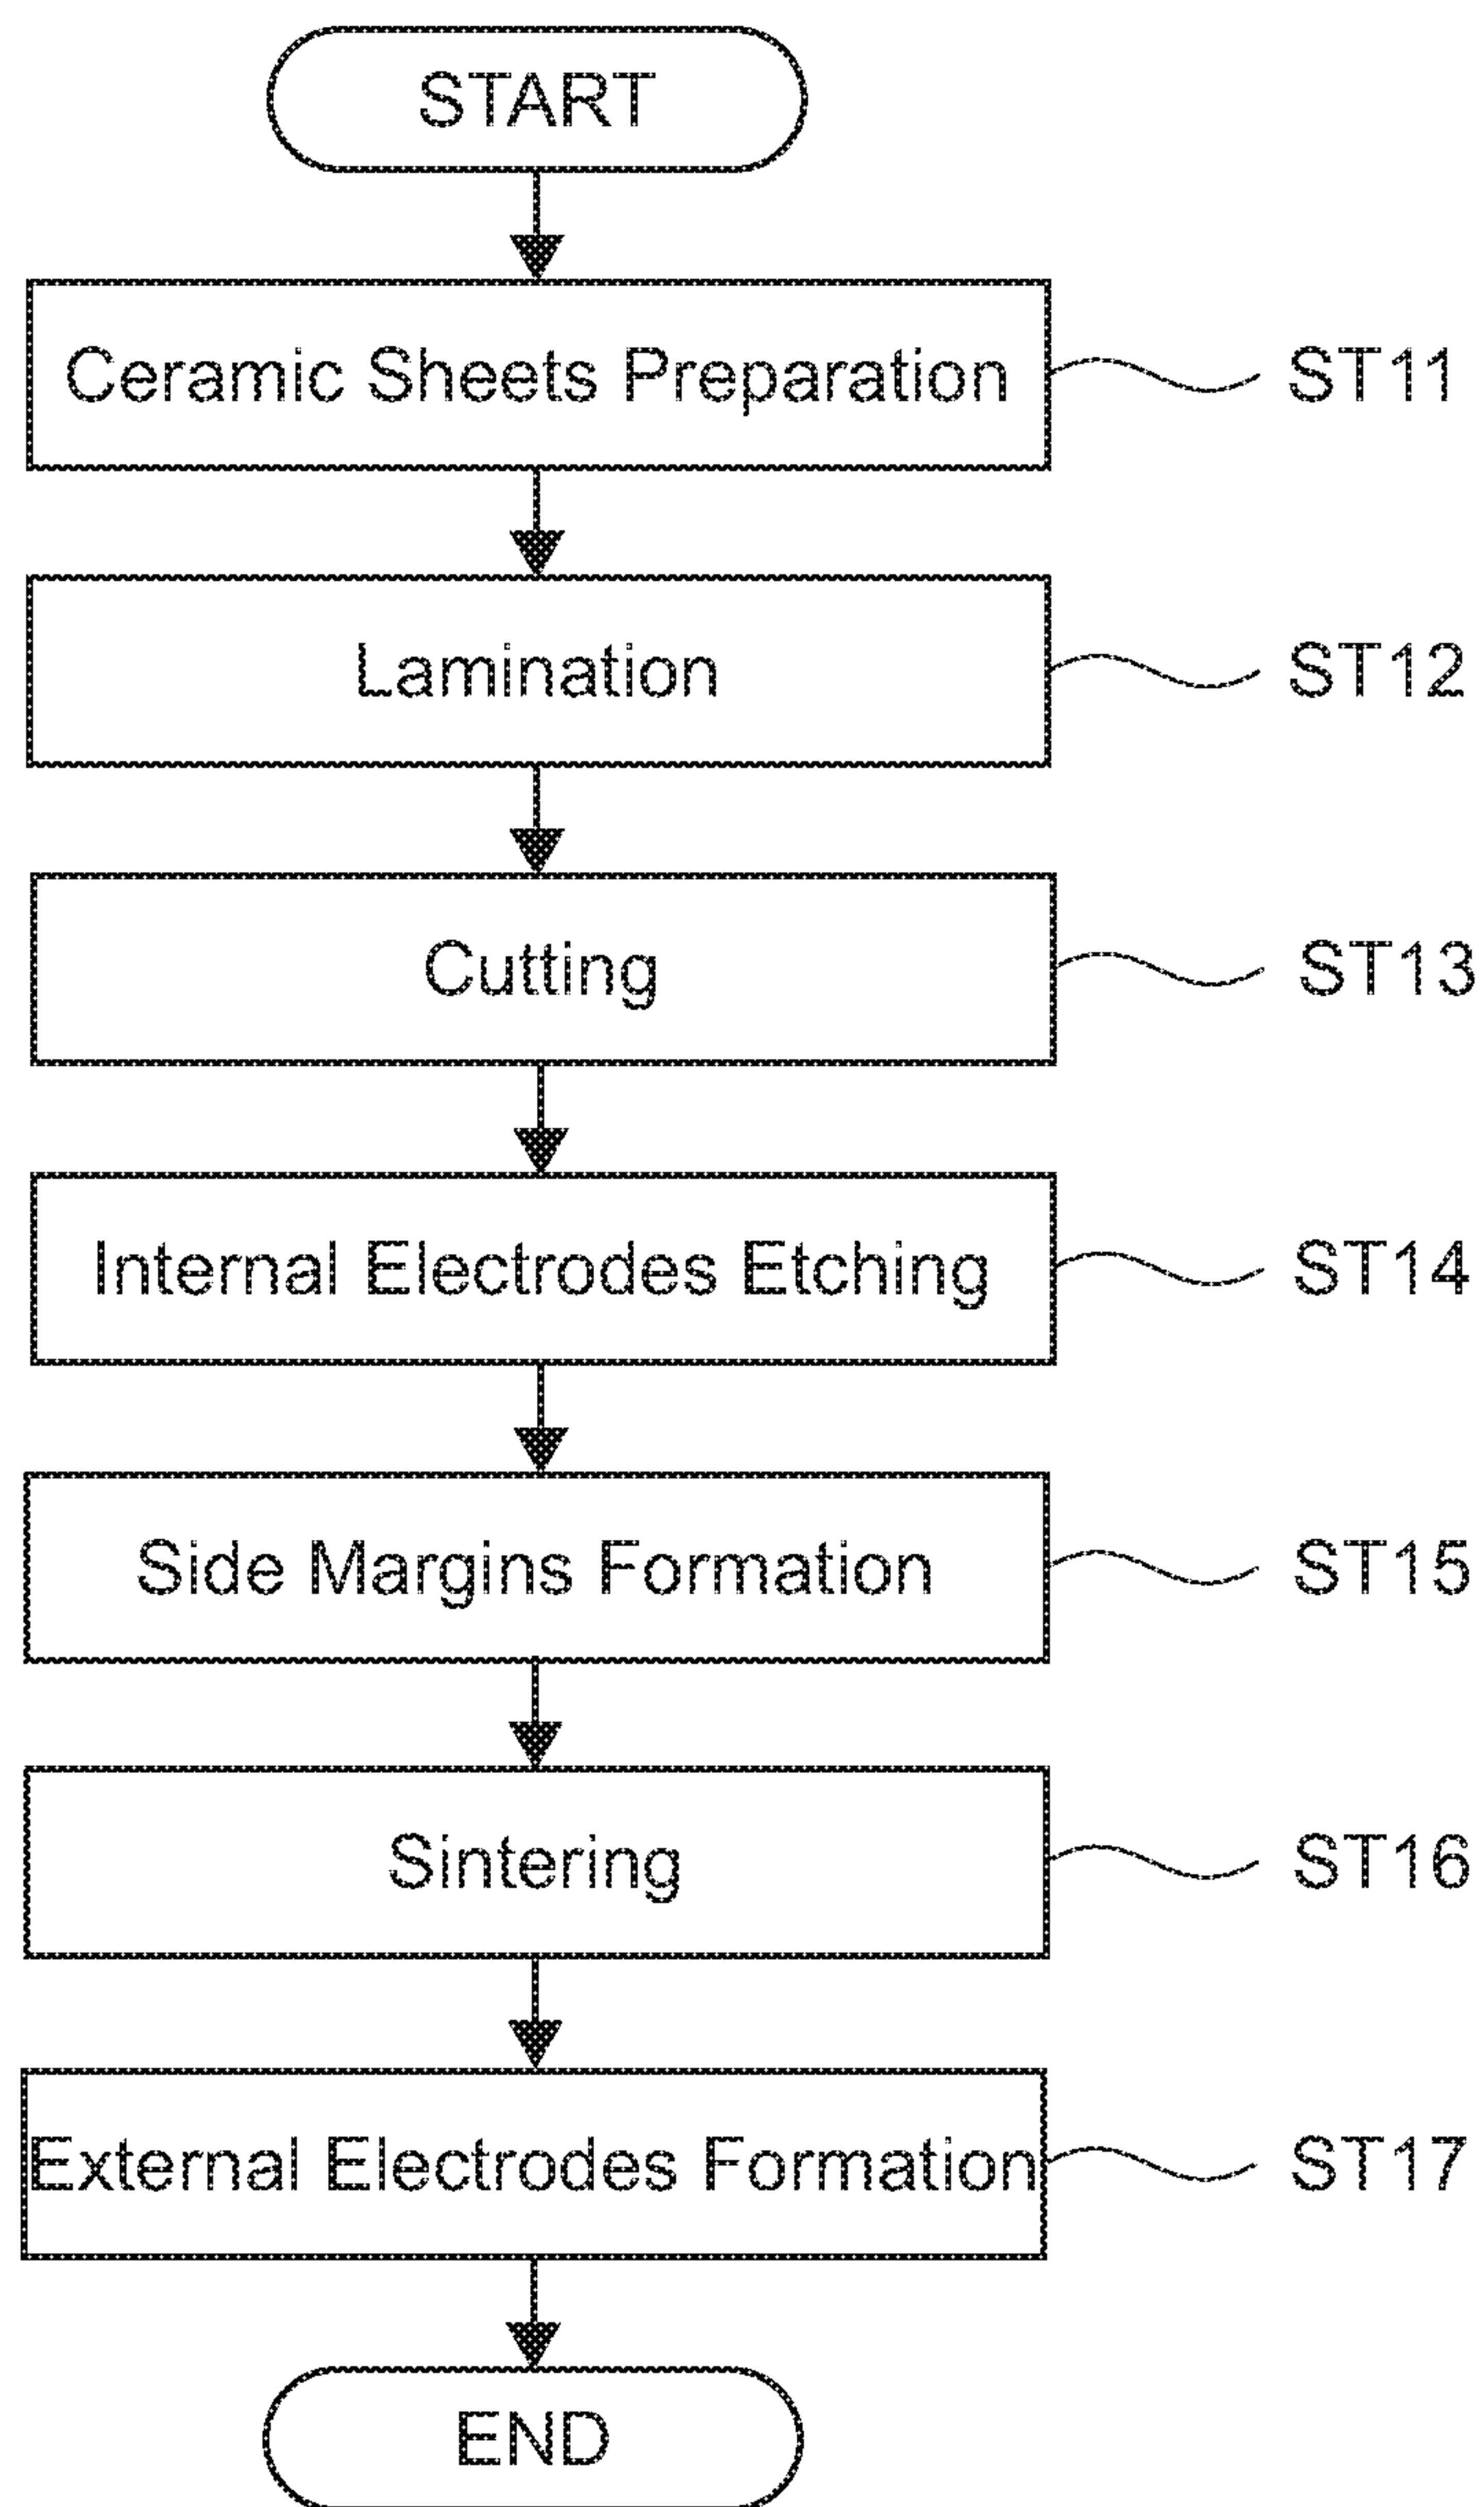 START
Ceramic Sheets Preparation ST11
Lamination ST12
Cutting ST13
Internal Electrodes Etching ST14
Side Margins Formation ST15
Sintering ST16
External Electrodes Formation ST17
END